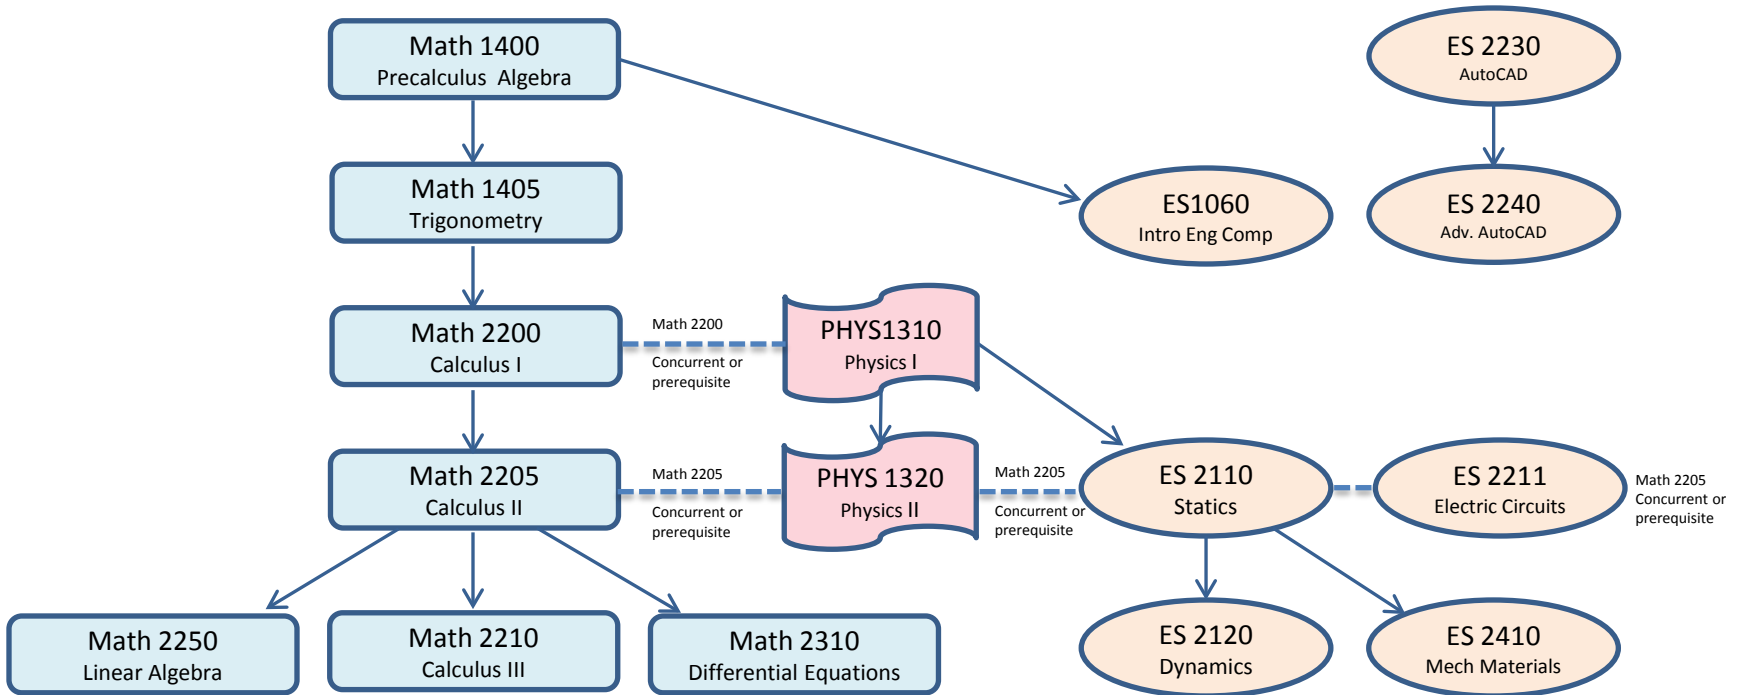 Math 1400
Precalculus Algebra
ES 2230
AutoCAD
Math 1405
Trigonometry
ES1060
Intro Eng Comp
ES 2240
Adv. AutoCAD
Math 2200
Calculus I
Math 2200
Concurrent or
prerequisite
PHYS1310
Physics I
Math 2205
Calculus II
Math 2205
Concurrent or
prerequisite
PHYS 1320
Physics II
Math 2205
Concurrent or
prerequisite
ES 2110
Statics
ES 2211
Electric Circuits
Math 2205
Concurrent or
prerequisite
Math 2250
Linear Algebra
Math 2210
Calculus III
Math 2310
Differential Equations
ES 2120
Dynamics
ES 2410
Mech Materials